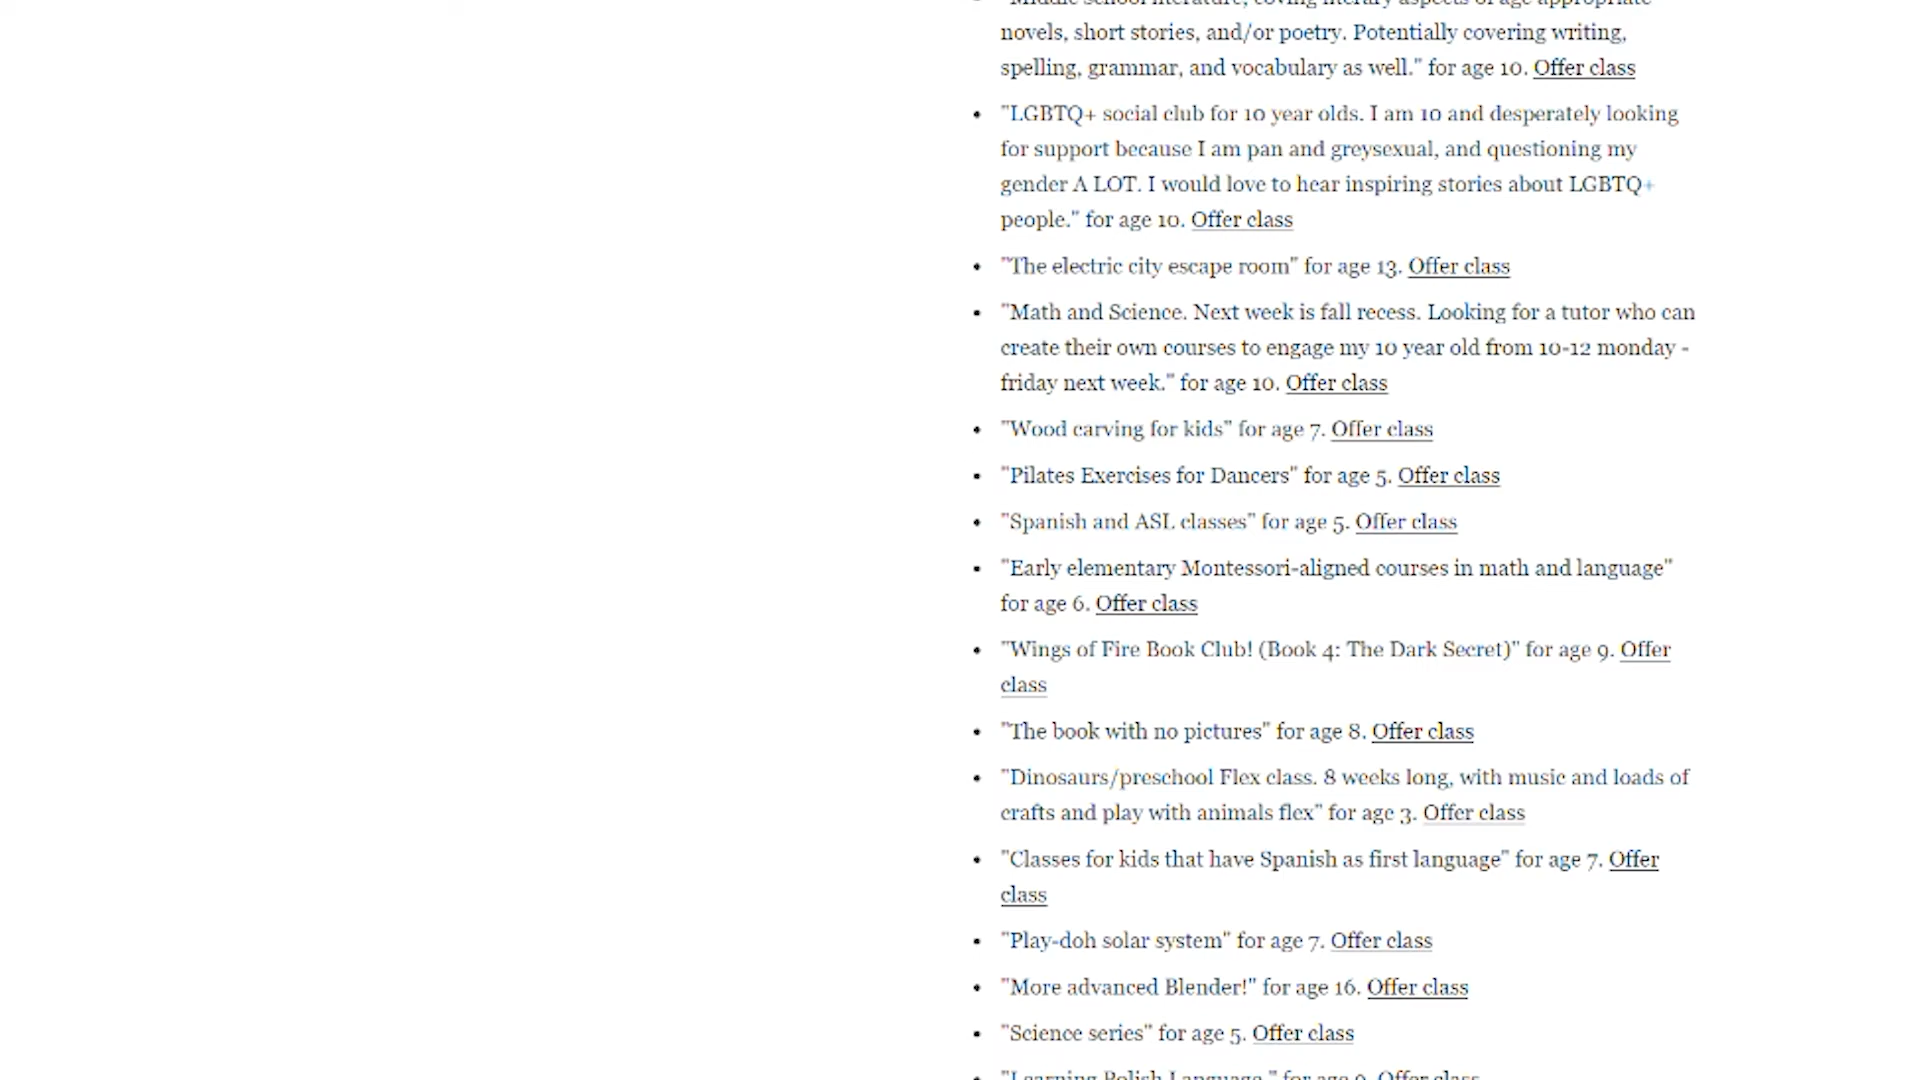 "Middle school literature, coving literary aspects of age appropriate
novels, short stories, and/or poetry. Potentially covering writing,
spelling, grammar, and vocabulary as well." for age 10. Offer class
• "LGBTQ+ social club for 10 year olds. I am 10 and desperately looking
for support because I am pan and greysexual, and questioning my
gender A LOT. I would love to hear inspiring stories about LGBTQ+
people." for age 10. Offer class
• "The electric city escape room" for age 13. Offer class
• "Math and Science. Next week is fall recess. Looking for a tutor who can
create their own courses to engage my 10 year old from 10-12 monday -
friday next week." for age 10. Offer class
• "Wood carving for kids" for age 7. Offer class
• "Pilates Exercises for Dancers" for age 5. Offer class
• "Spanish and ASL classes" for age 5. Offer class
• "Early elementary Montessori-aligned courses in math and language"
for age 6. Offer class
• "Wings of Fire Book Club! (Book 4: The Dark Secret)" for age 9. Offer
class
• "The book with no pictures" for age 8. Offer class
• "Dinosaurs/preschool Flex class. 8 weeks long, with music and loads of
crafts and play with animals flex" for age 3. Offer class
• "Classes for kids that have Spanish as first language" for age 7. Offer
class
• "Play-doh solar system" for age 7. Offer class
• "More advanced Blender!" for age 16. Offer class
• "Science series" for age 5. Offer class
• "Learning Polish Language." for age 9. Offer class